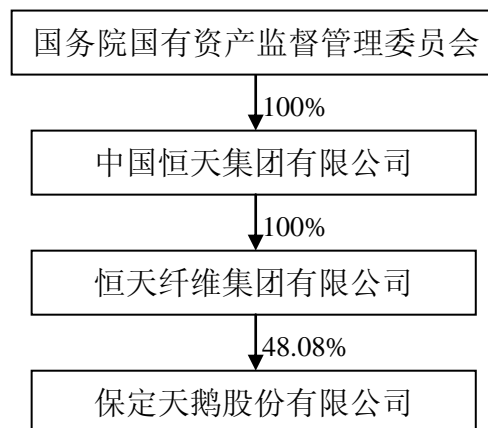 国务院国有资产监督管理委员会
100%
中国恒天集团有限公司
100%
恒天纤维集团有限公司
48.08%
保定天鹅股份有限公司